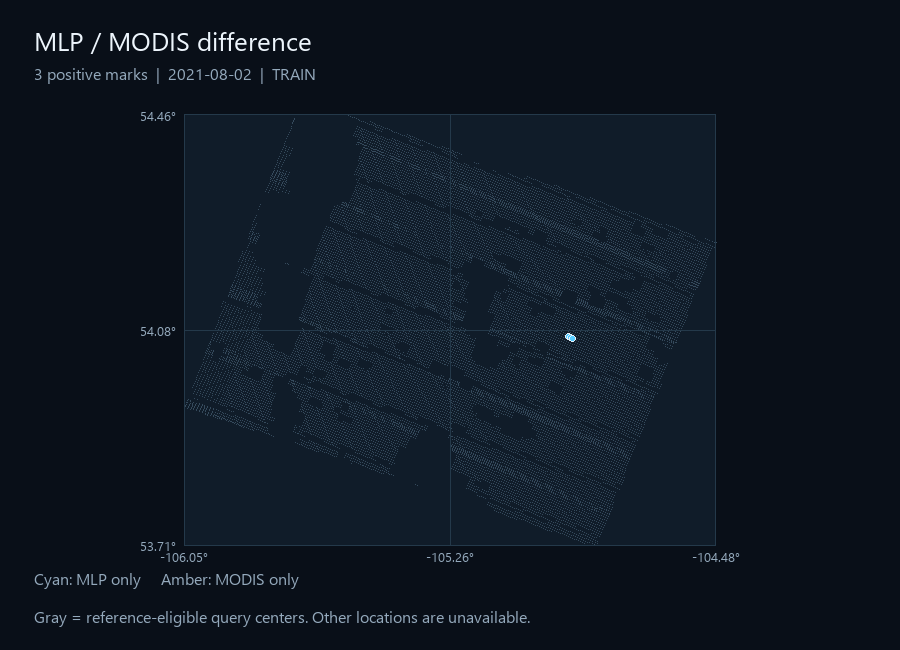 MLP / MODIS difference
3 positive marks | 2021-08-02 | TRAIN
54.46°
54.08°
53.71°
-106.05°
-105.26°
-104.48°
Cyan: MLP only Amber: MODIS only
Gray = reference-eligible query centers. Other locations are unavailable.